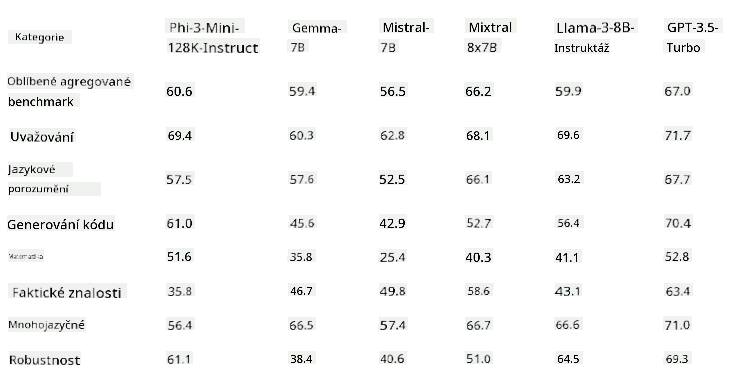 Kategorie Phi-3-Mini-128K-Instruct Gemma-7B Mistral-7B Mixtral 8x7B Llama-3-8B-Instruktáž GPT-3.5-Turbo
Oblíbené agregované benchmark 60.6 59.4 56.5 66.2 59.9 67.0
Uvažování 69.4 60.3 62.8 68.1 69.6 71.7
Jazykové porozumění 57.5 57.6 52.5 66.1 63.2 67.7
Generování kódu 61.0 45.6 42.9 52.7 56.4 70.4
Matematika 51.6 35.8 25.4 40.3 41.1 52.8
Faktické znalosti 35.8 46.7 49.8 58.6 43.1 63.4
Mnohojazyčné 56.4 66.5 57.4 66.7 66.6 71.0
Robustnost 61.1 38.4 40.6 51.0 64.5 69.3